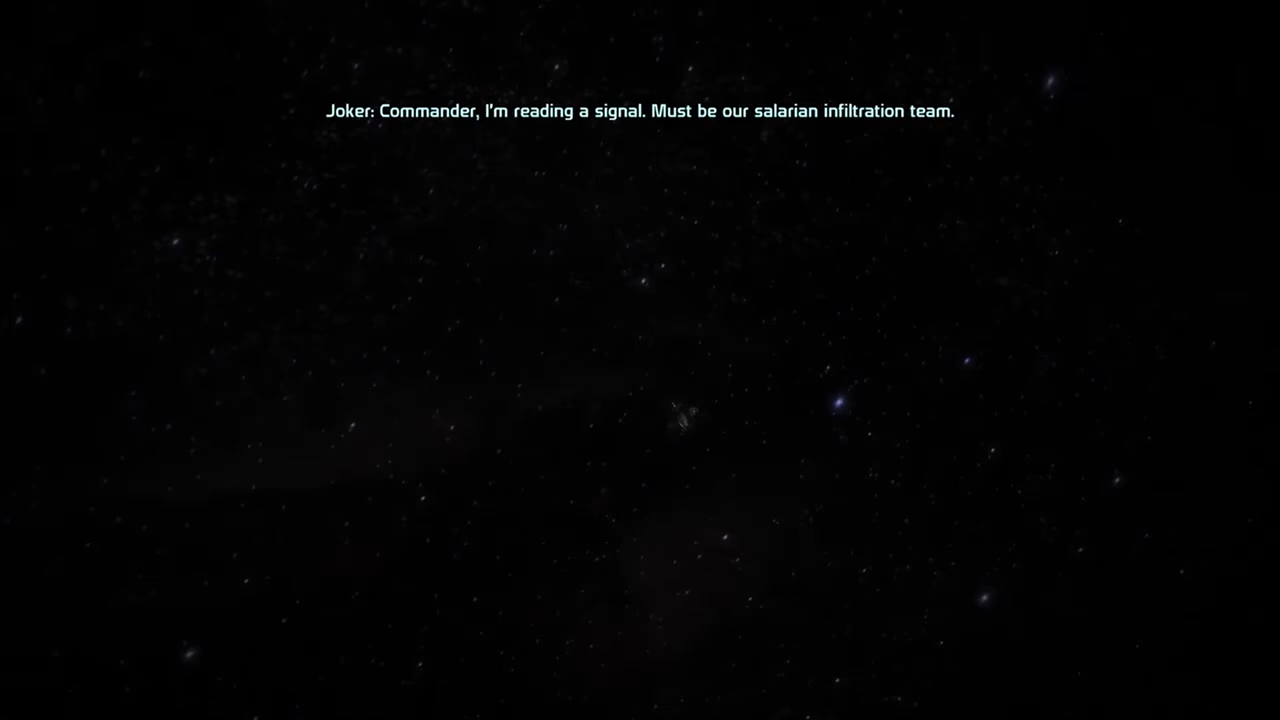 Joker: Commander, I'm reading a signal. Must be our salarian infiltration team.